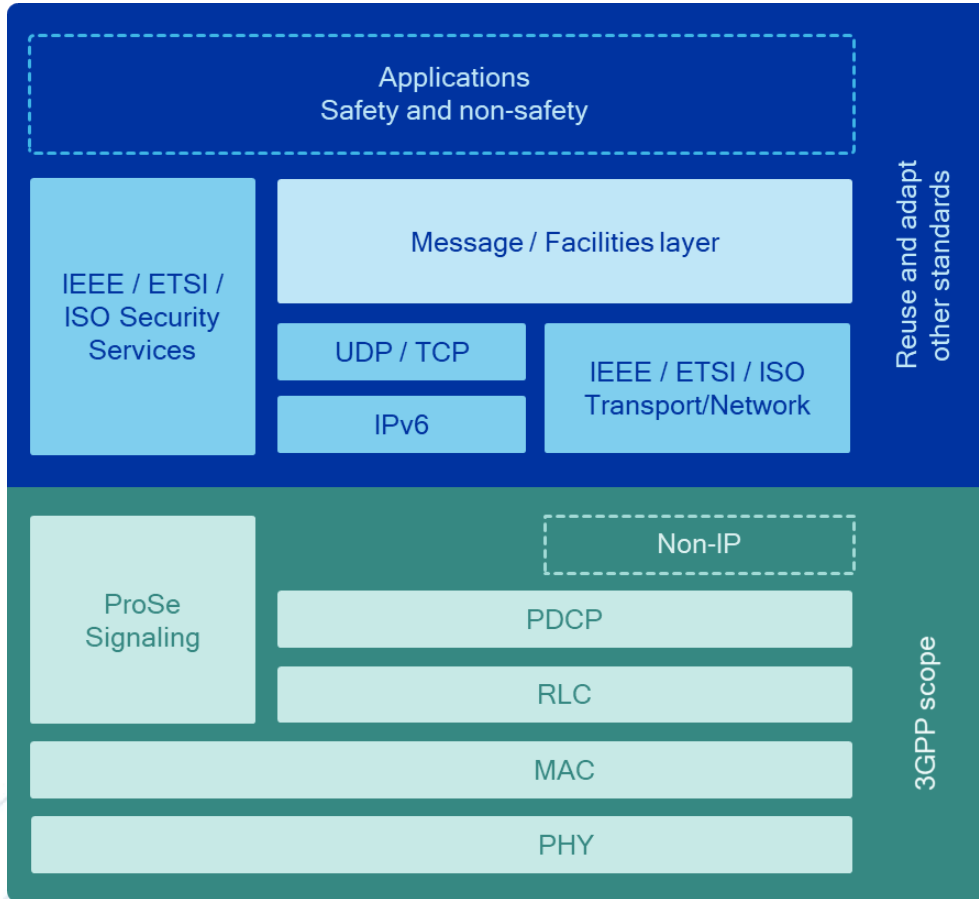 Applications
Safety and non-safety
IEEE / ETSI /
ISO Security
Services
Message / Facilities layer
UDP / TCP
IPv6
IEEE / ETSI / ISO
Transport/Network
Reuse and adapt
other standards
ProSe
Signaling
Non-IP
PDCP
RLC
MAC
PHY
3GPP scope